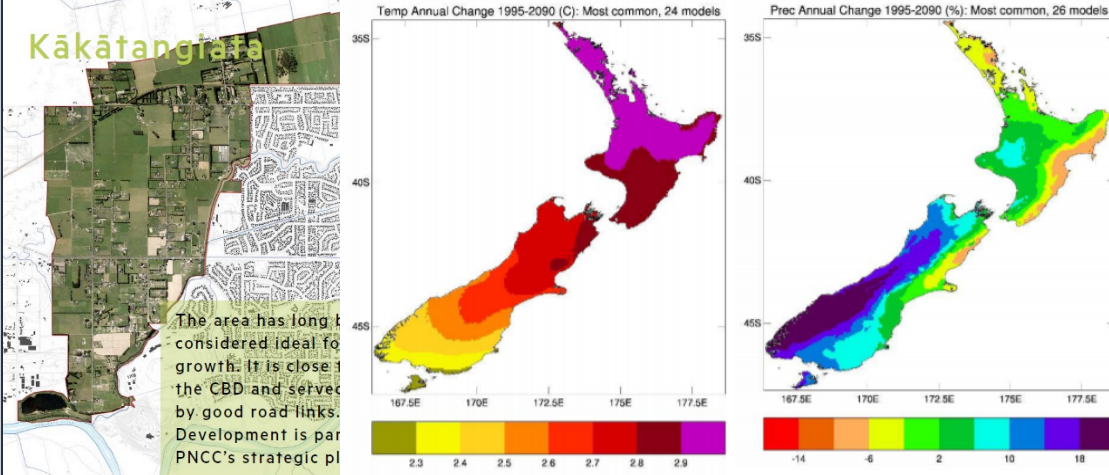 Kākātangiata
The area has long b
considered ideal fo
growth. It is close t
the CBD and served
by good road links.
Development is par
PNCC's strategic pl
Temp Annual Change 1995-2090 (C): Most common, 24 models
35S
40S
45S
167.5E 170E 172.5E 175E 177.5E
2.3 2.4 2.5 2.6 2.7 2.8 2.9
Prec Annual Change 1995-2090 (%): Most common, 26 models
35S
40S
45S
167.5E 170E 172.5E 175E 177.5E
-14 -6 2 10 18